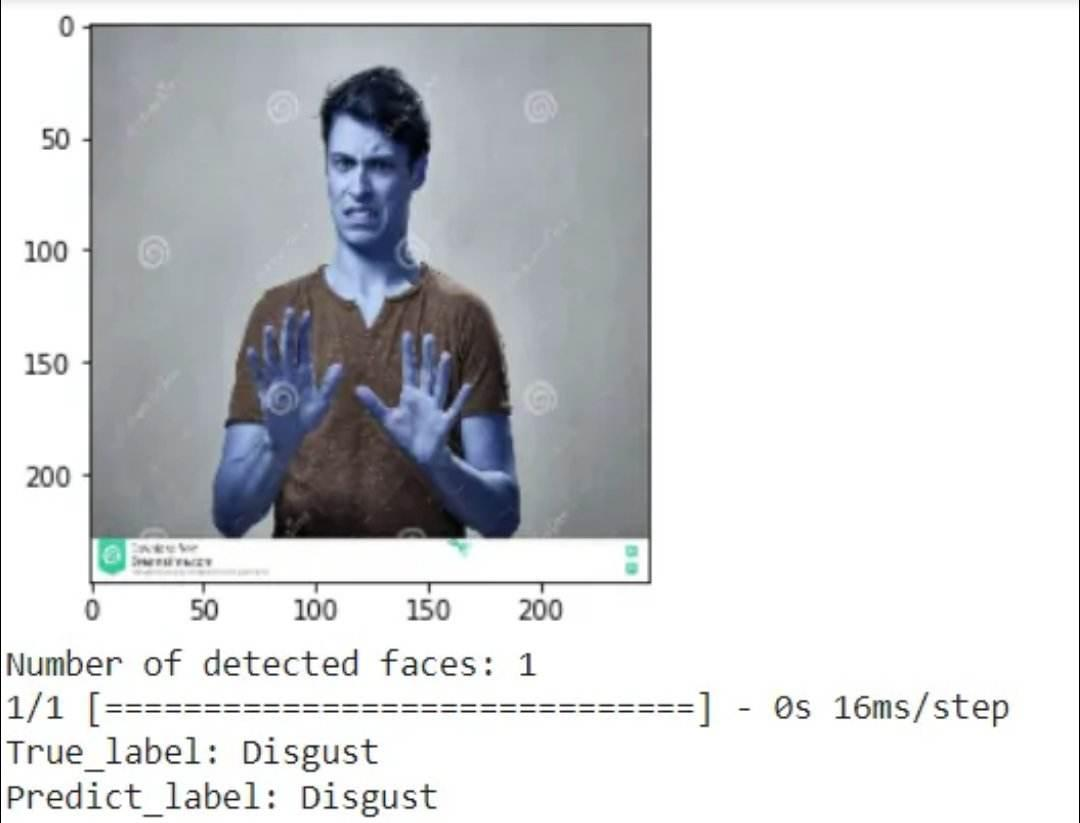 0
50
100
150
200
0 50 100 150 200
Number of detected faces: 1
1/1 [==============================] - 0s 16ms/step
True_label: Disgust
Predict_label: Disgust